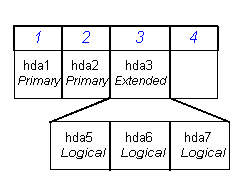 1 2 3 4
hda1 hda2 hda3
Primary Primary Extended
hda5 hda6 hda7
Logical Logical Logical